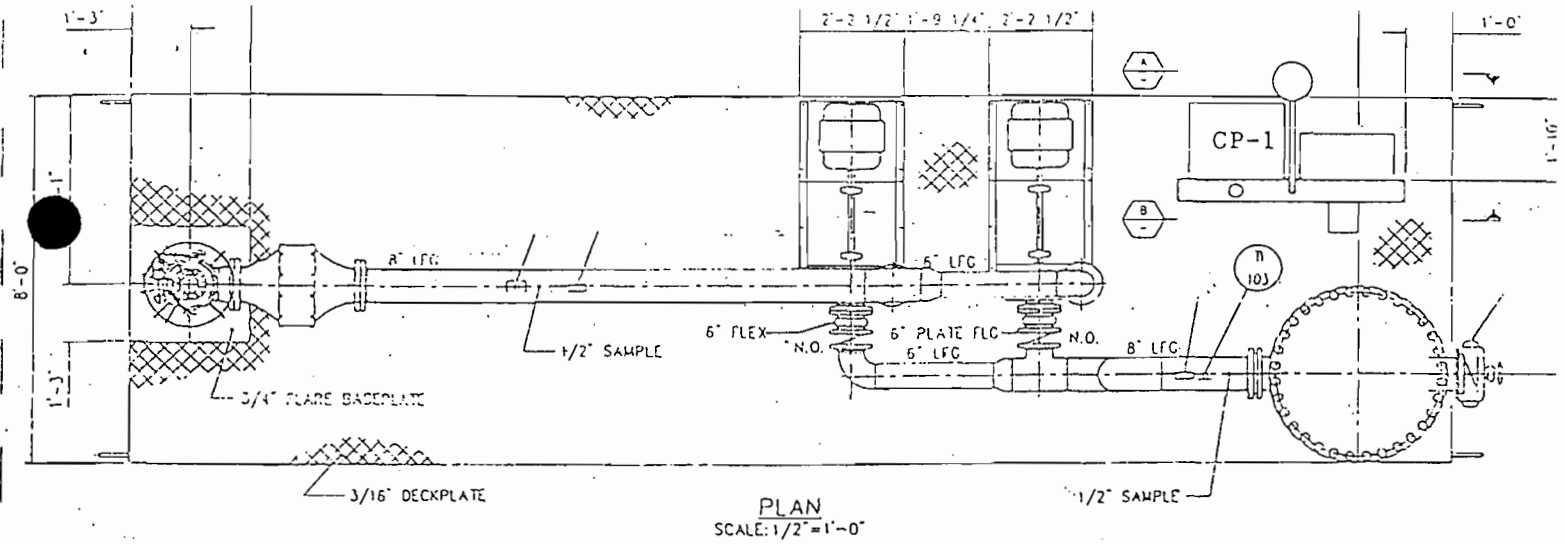 1'-3"
2'-2 1/2" 1'-9 1/4" 2'-2 1/2"
1'-0"
A
CP-1
1'-10"
B
8'-0"
8" LFG
6" LFG
103
6" FLEX
6" PLATE FLG
N.O.
N.O.
1/2" SAMPLE
6" LFG
8" LFG
1'-3"
3/4" FLARE BASEPLATE
3/16" DECKPLATE
1/2" SAMPLE
PLAN
SCALE: 1/2"=1'-0"